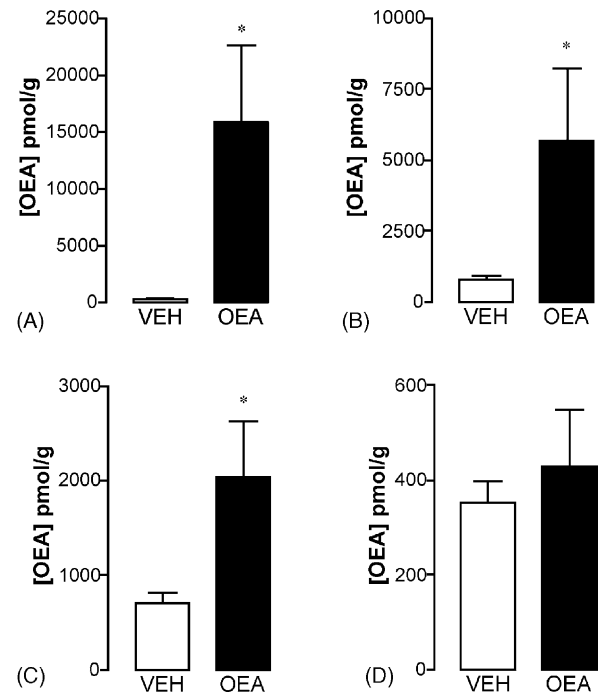 25000
20000
15000
10000
5000
0
[OEA] pmol/g
*
VEH OEA
(A)
10000
7500
5000
2500
0
[OEA] pmol/g
*
VEH OEA
(B)
3000
2000
1000
0
[OEA] pmol/g
*
VEH OEA
(C)
600
400
200
0
[OEA] pmol/g
VEH OEA
(D)